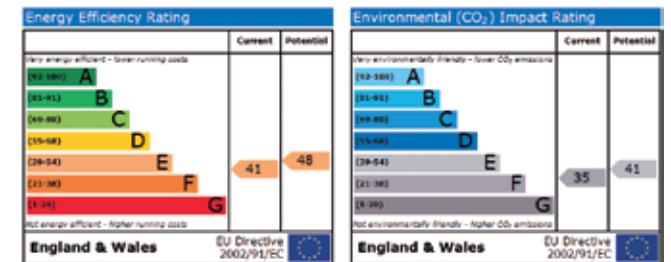 Energy Efficiency Rating
Current Potential
Very energy efficient - lower running costs
(92-100) A
(81-91) B
(69-80) C
(55-68) D
(39-54) E
(21-38) F
(1-20) G
41
48
Not energy efficient - higher running costs
England & Wales
EU Directive
2002/91/EC
Environmental (CO₂) Impact Rating
Current Potential
Very environmentally friendly - lower CO₂ emissions
(92-100) A
(81-91) B
(69-80) C
(55-68) D
(39-54) E
(21-38) F
(1-20) G
35
41
Not environmentally friendly - higher CO₂ emissions
England & Wales
EU Directive
2002/91/EC